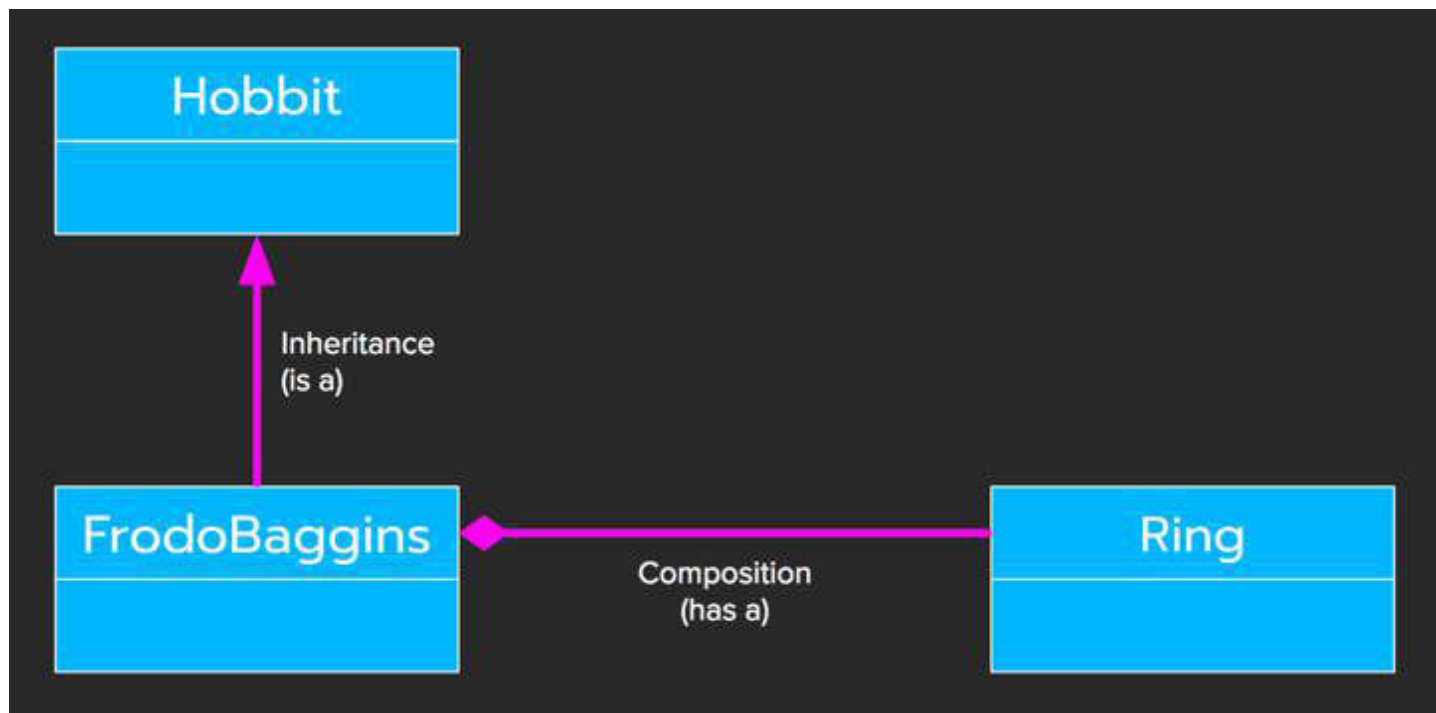 Hobbit
Inheritance
(is a)
FrodoBaggins
Ring
Composition
(has a)